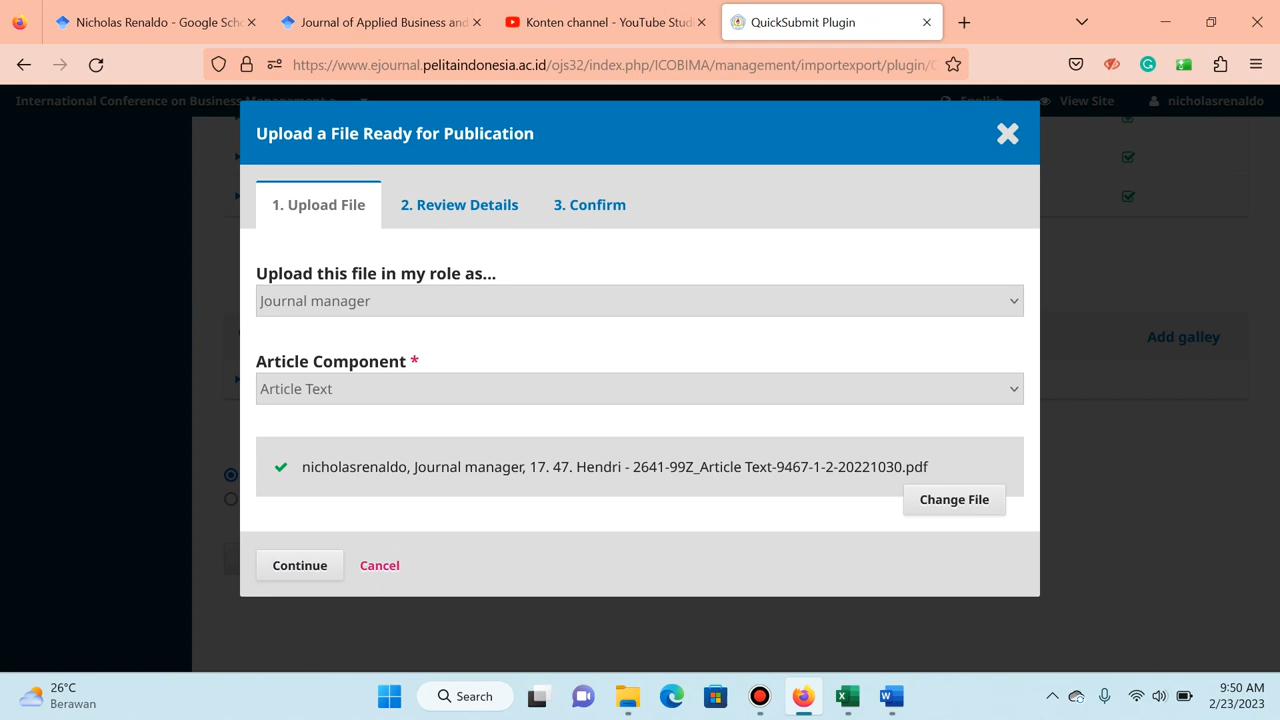 Nicholas Renaldo - Google Scho
Journal of Applied Business and
Konten channel - YouTube Studi
QuickSubmit Plugin
https://www.ejournal.pelitaindonesia.ac.id/ojs32/index.php/ICOBIMA/management/importexport/plugin/
International Conference on Business Management a
English
View Site
nicholasrenaldo
Upload a File Ready for Publication
1. Upload File
2. Review Details
3. Confirm
Upload this file in my role as...
Journal manager
Add galley
Article Component *
Article Text
nicholasrenaldo, Journal manager, 17. 47. Hendri - 2641-99Z_Article Text-9467-1-2-20221030.pdf
Change File
Continue
Cancel
26°C
Berawan
Search
9:50 AM
2/23/2023